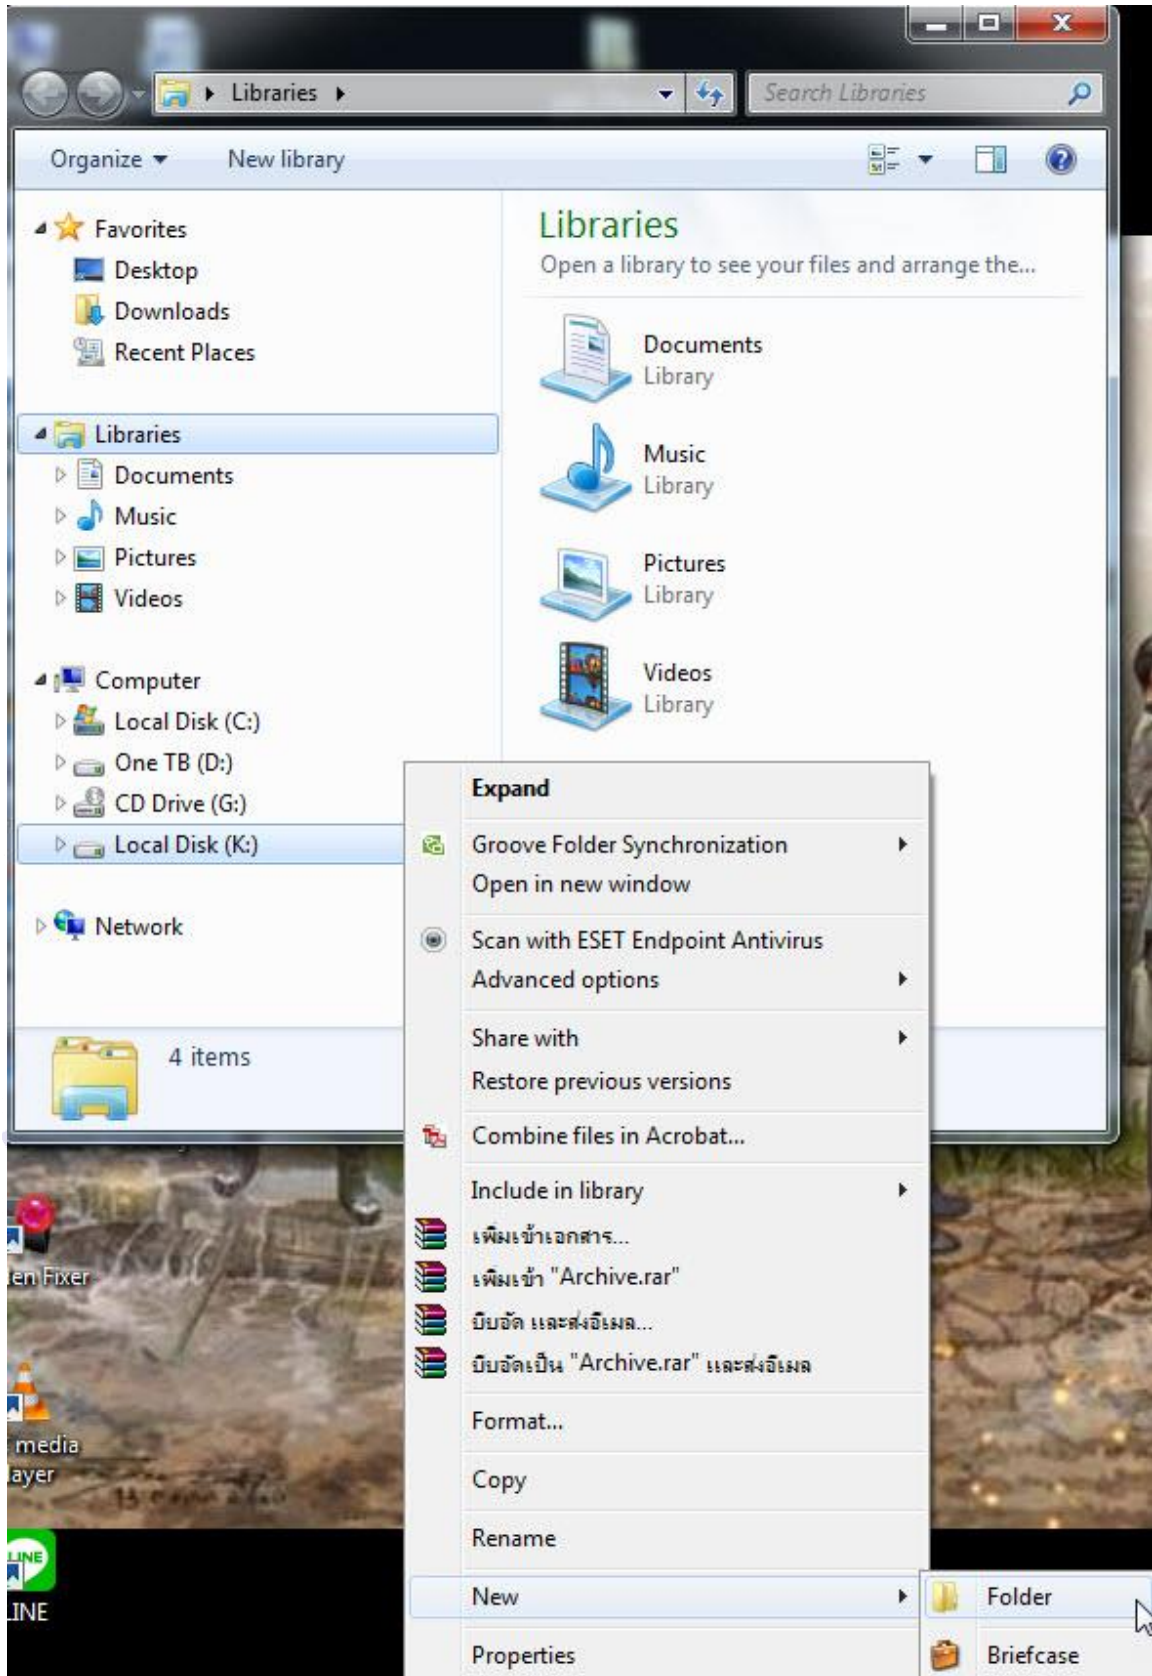 Libraries
Search Libraries
Organize
New library
Favorites
Desktop
Downloads
Recent Places
Libraries
Documents
Music
Pictures
Videos
Computer
Local Disk (C:)
One TB (D:)
CD Drive (G:)
Local Disk (K:)
Network
4 items
Libraries
Open a library to see your files and arrange the...
Documents
Library
Music
Library
Pictures
Library
Videos
Library
Expand
Groove Folder Synchronization
Open in new window
Scan with ESET Endpoint Antivirus
Advanced options
Share with
Restore previous versions
Combine files in Acrobat...
Include in library
เพิ่มเข้าเอกสาร...
เพิ่มเข้า "Archive.rar"
บีบอัด และส่งอีเมล...
บีบอัดเป็น "Archive.rar" และส่งอีเมล
Format...
Copy
Rename
New
Properties
Folder
Briefcase
en Fixer
media
layer
LINE
INE